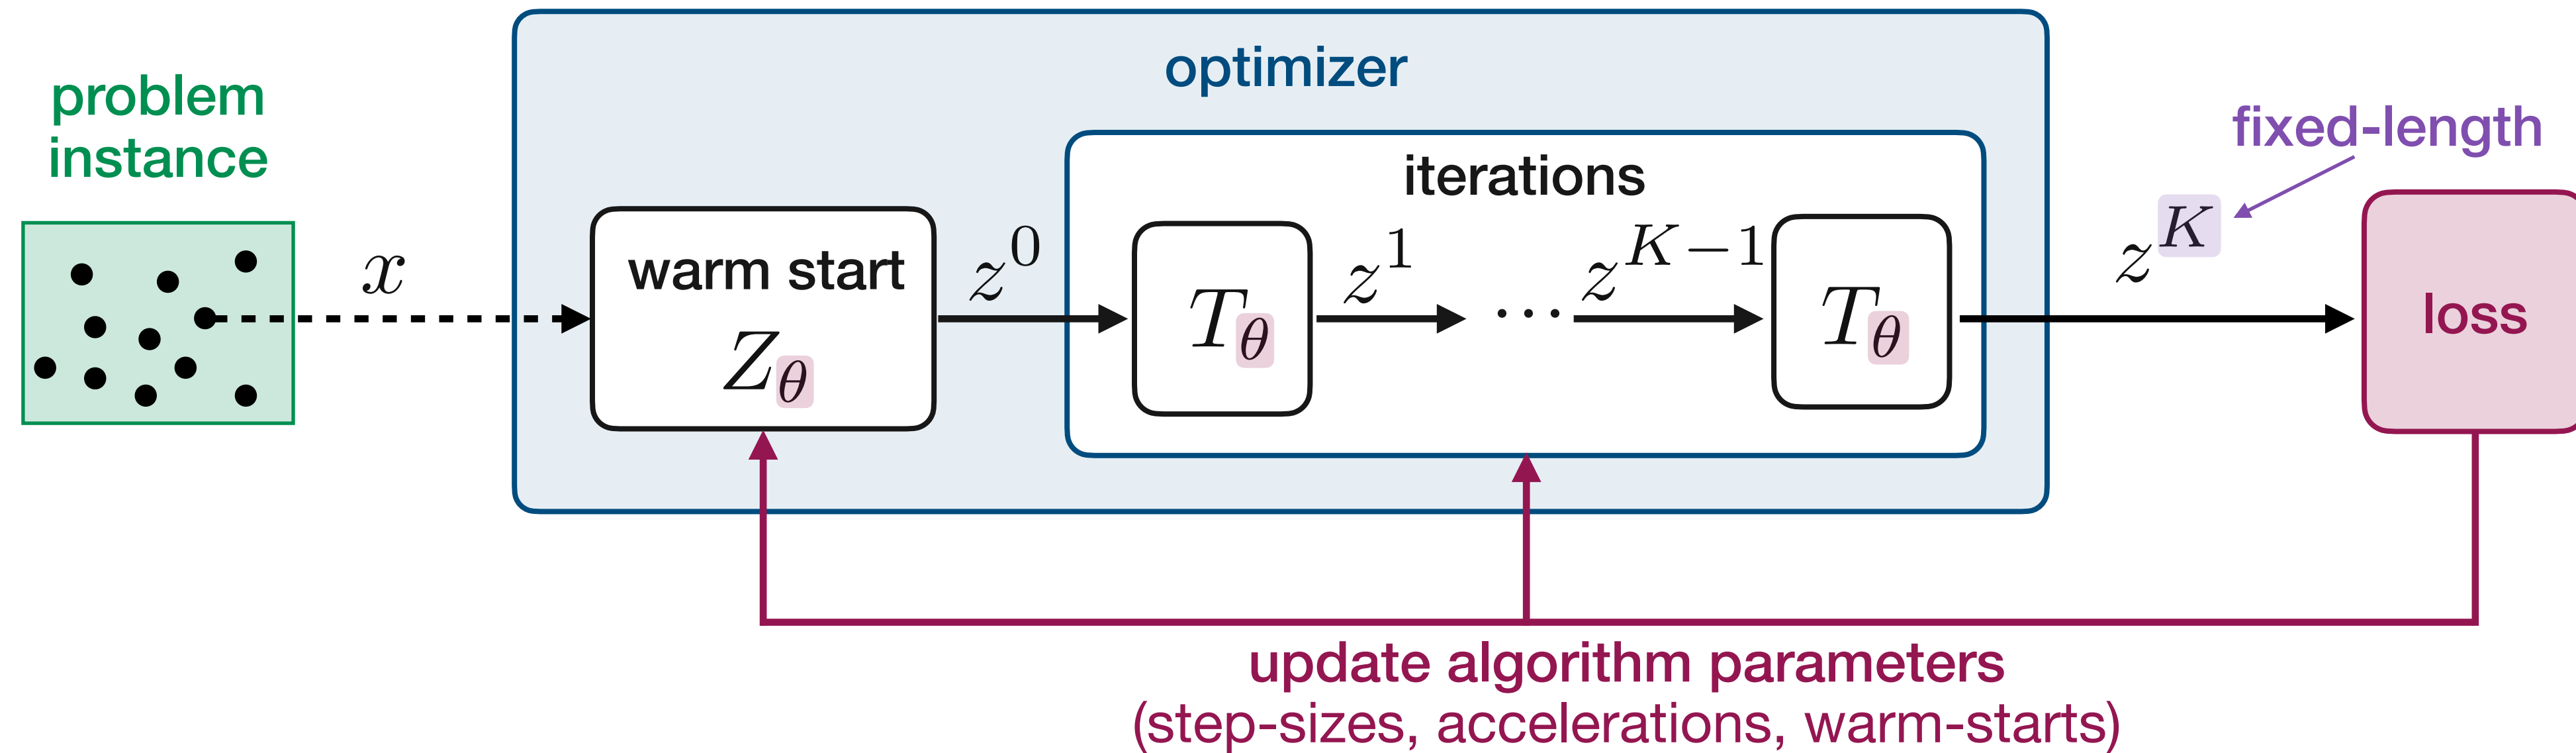 optimizer
problem
instance
fixed-length
iterations
x
warm start
Z_θ
z^0
T_θ
z^1
...
z^{K-1}
T_θ
z^K
loss
update algorithm parameters
(step-sizes, accelerations, warm-starts)